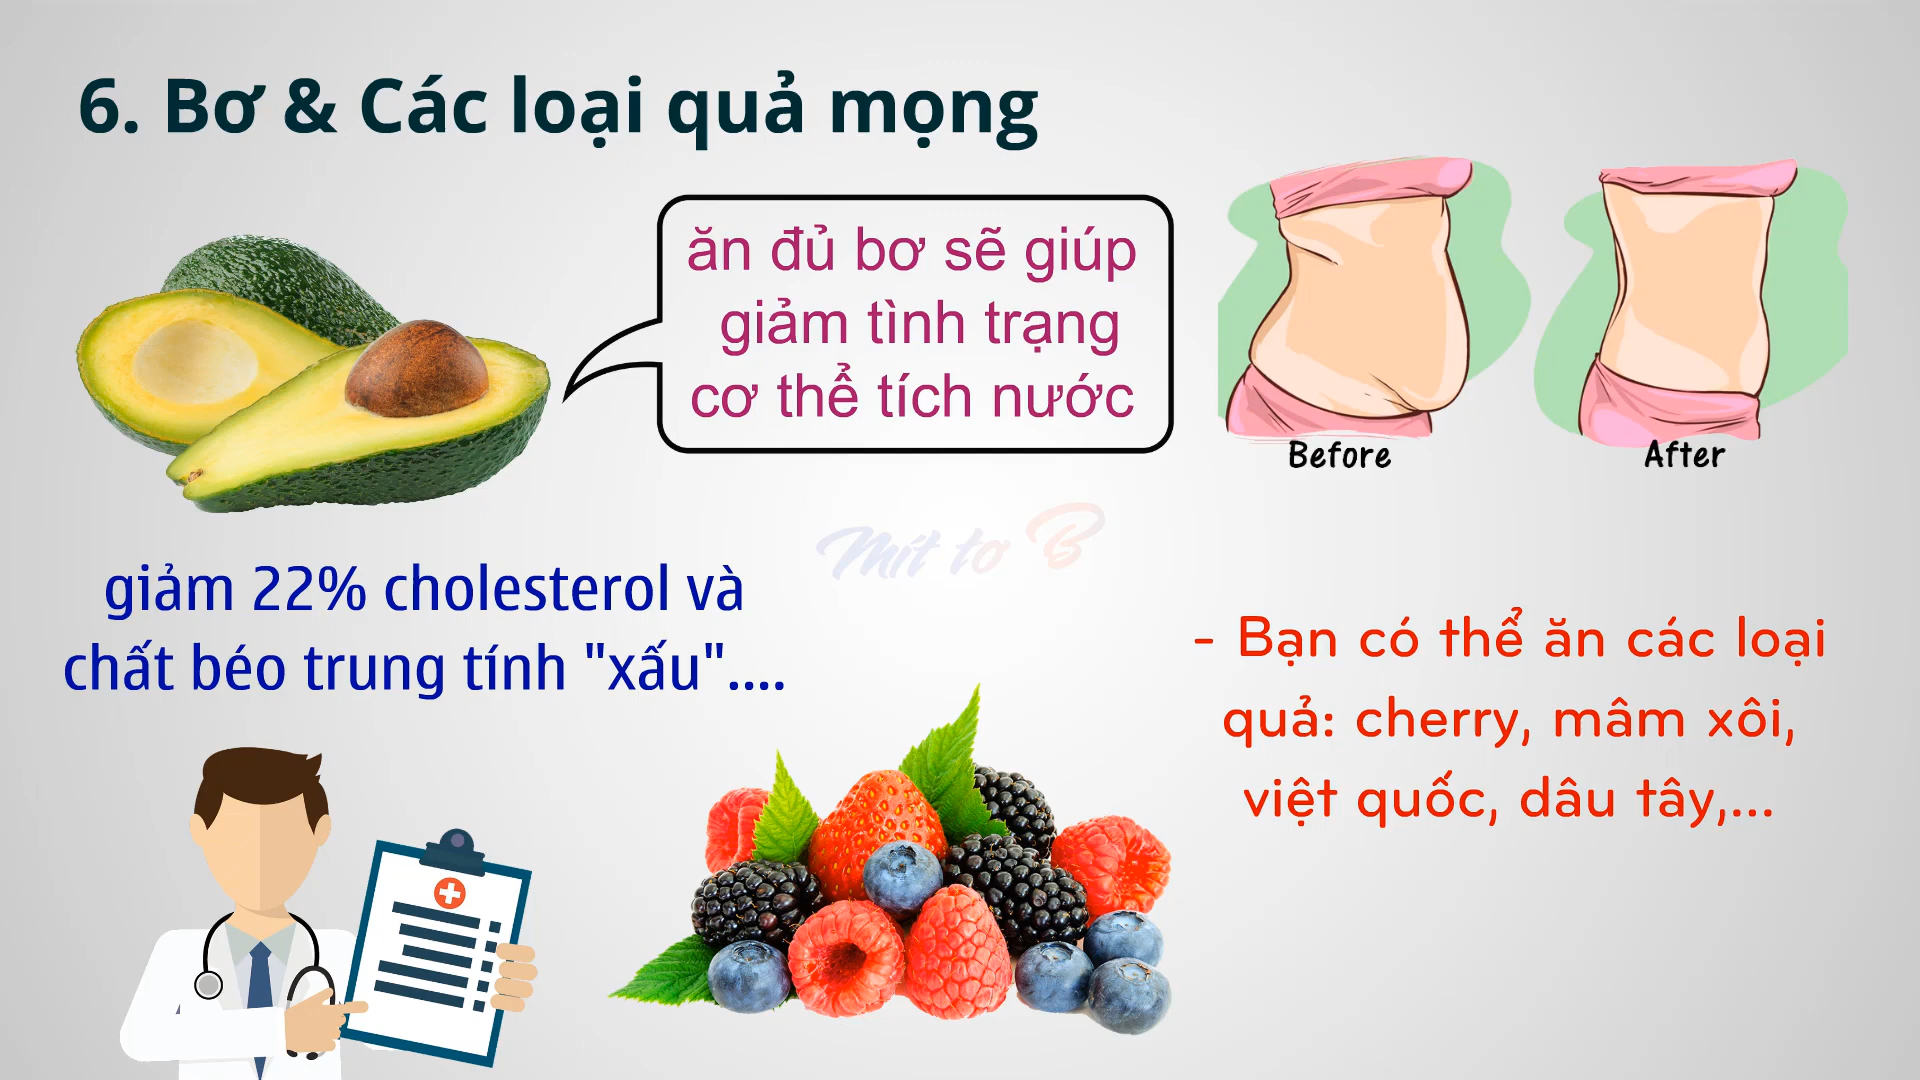 6. Bơ & Các loại quả mọng
ăn đủ bơ sẽ giúp
giảm tình trạng
cơ thể tích nước
Before
After
Mít tơ B
giảm 22% cholesterol và
chất béo trung tính "xấu"....
- Bạn có thể ăn các loại
quả: cherry, mâm xôi,
việt quốc, dâu tây,...